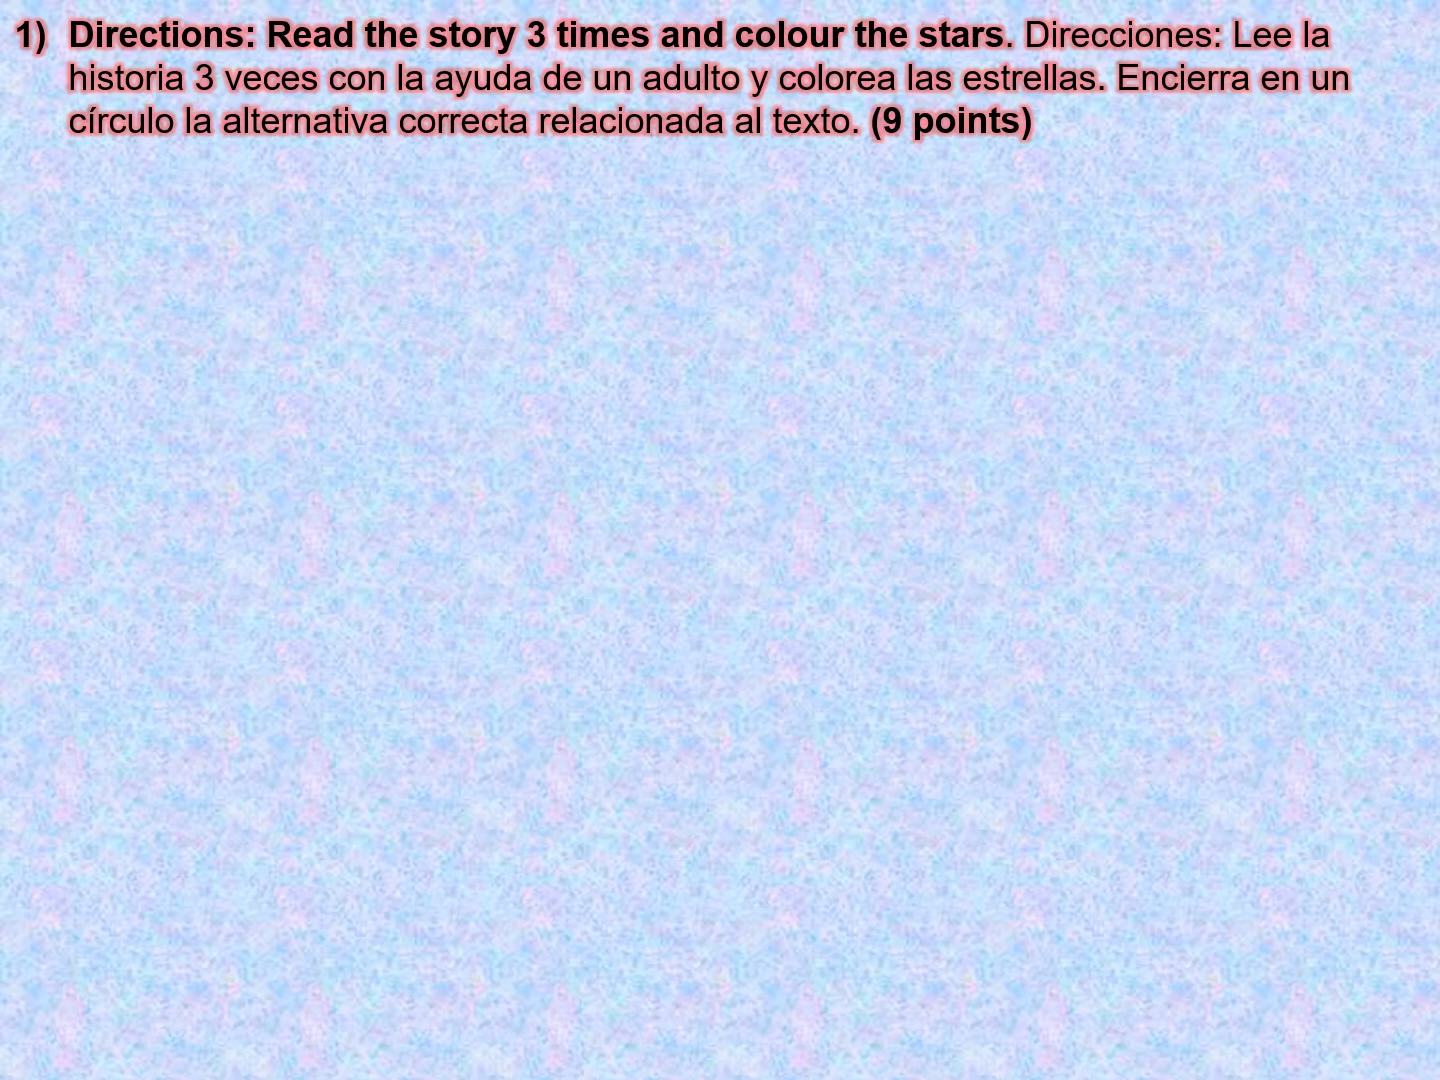 1) Directions: Read the story 3 times and colour the stars. Direcciones: Lee la
historia 3 veces con la ayuda de un adulto y colorea las estrellas. Encierra en un
círculo la alternativa correcta relacionada al texto. (9 points)